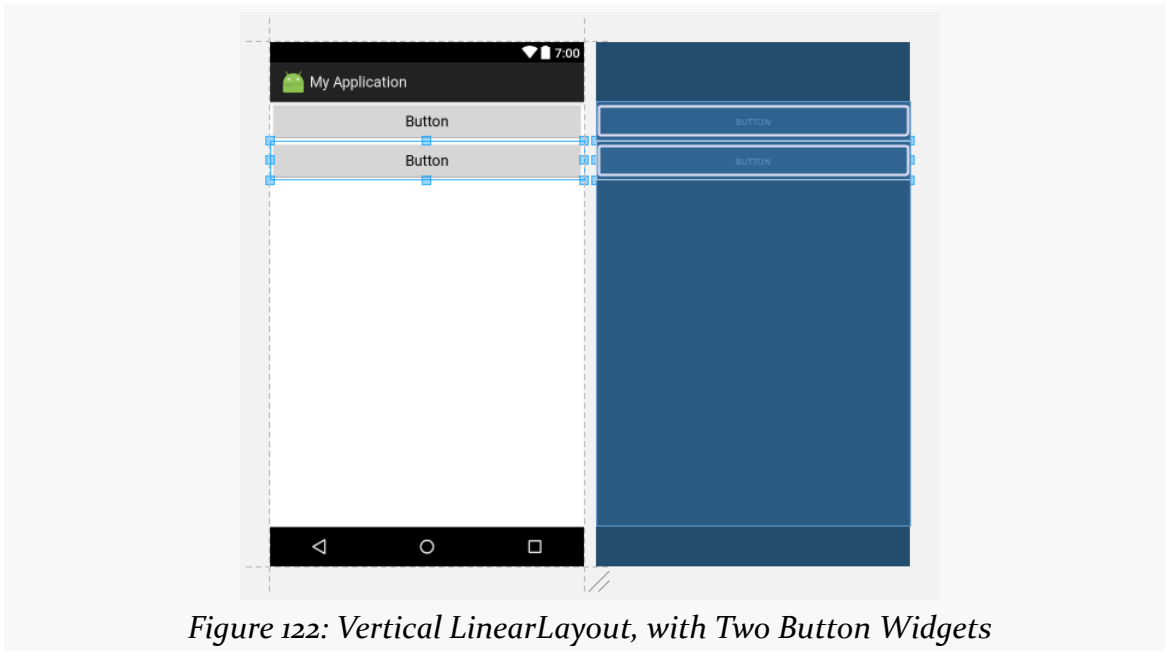 7:00
My Application
Button
BUTTON
Button
BUTTON
Figure 122: Vertical LinearLayout, with Two Button Widgets